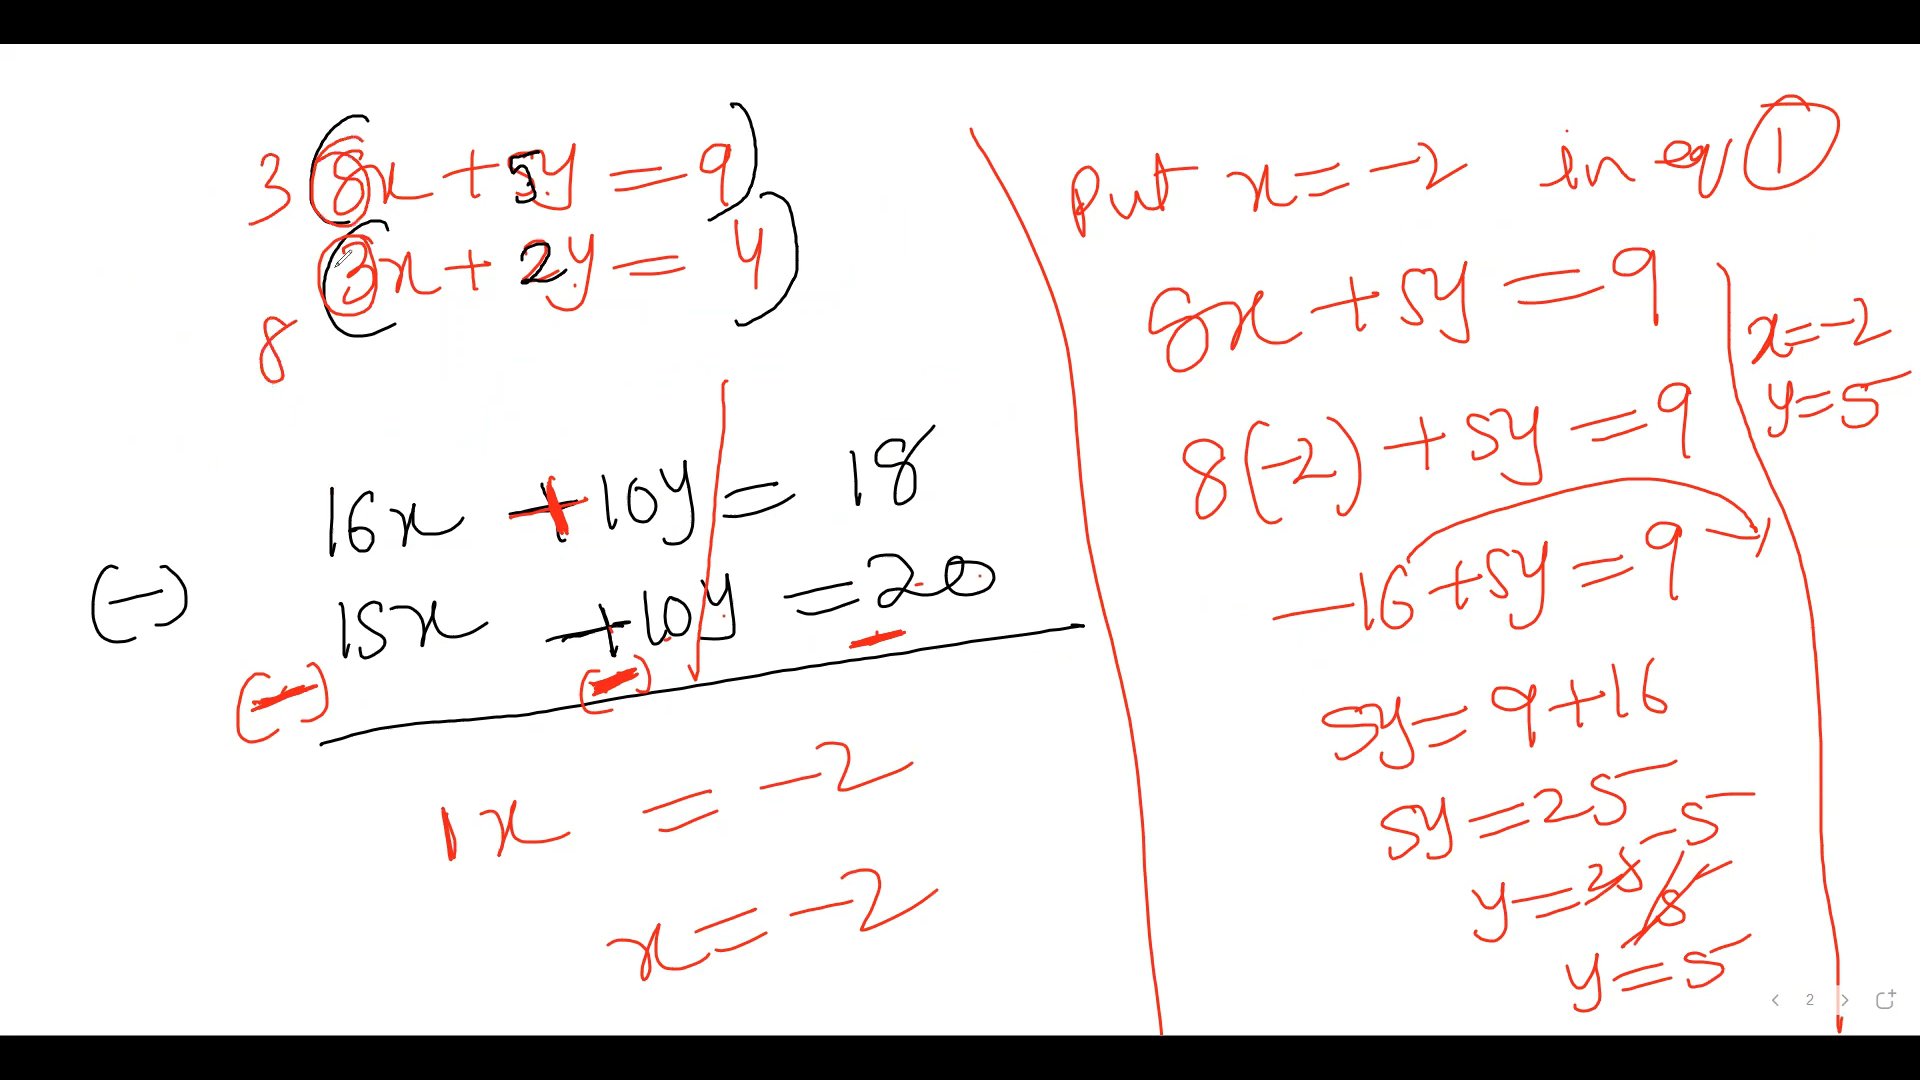 3 (8x + 5y = 9)
8 (3x + 2y = 4)
16x + 10y = 18
(-) 15x + 10y = 20
(-) (-) -
1x = -2
x = -2
Put x = -2 in eq 1
8x + 5y = 9
8(-2) + 5y = 9
-16 + 5y = 9
5y = 9 + 16
5y = 25
y = 25/5 = 5
y = 5
x = -2
y = 5
2